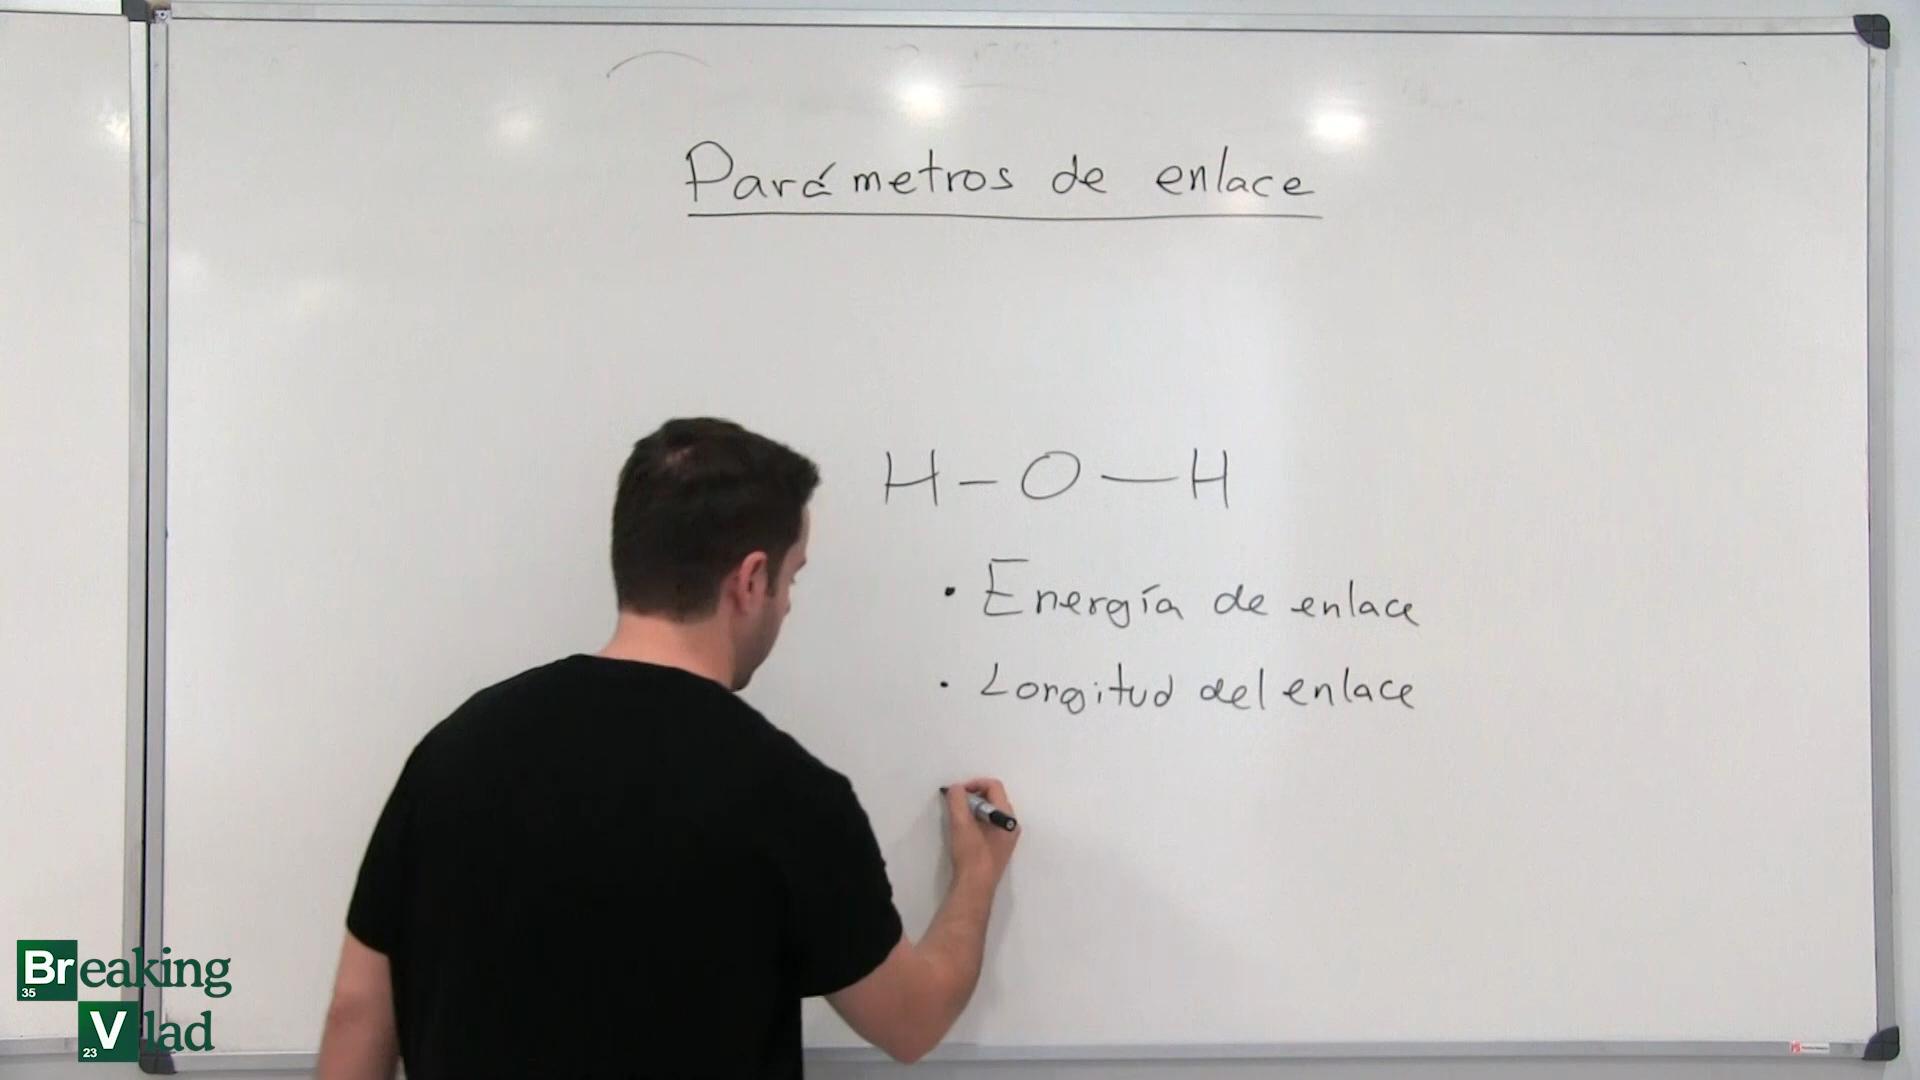 Parámetros de enlace
H-O-H
• Energía de enlace
• Longitud del enlace
Breaking
35
Vlad
23